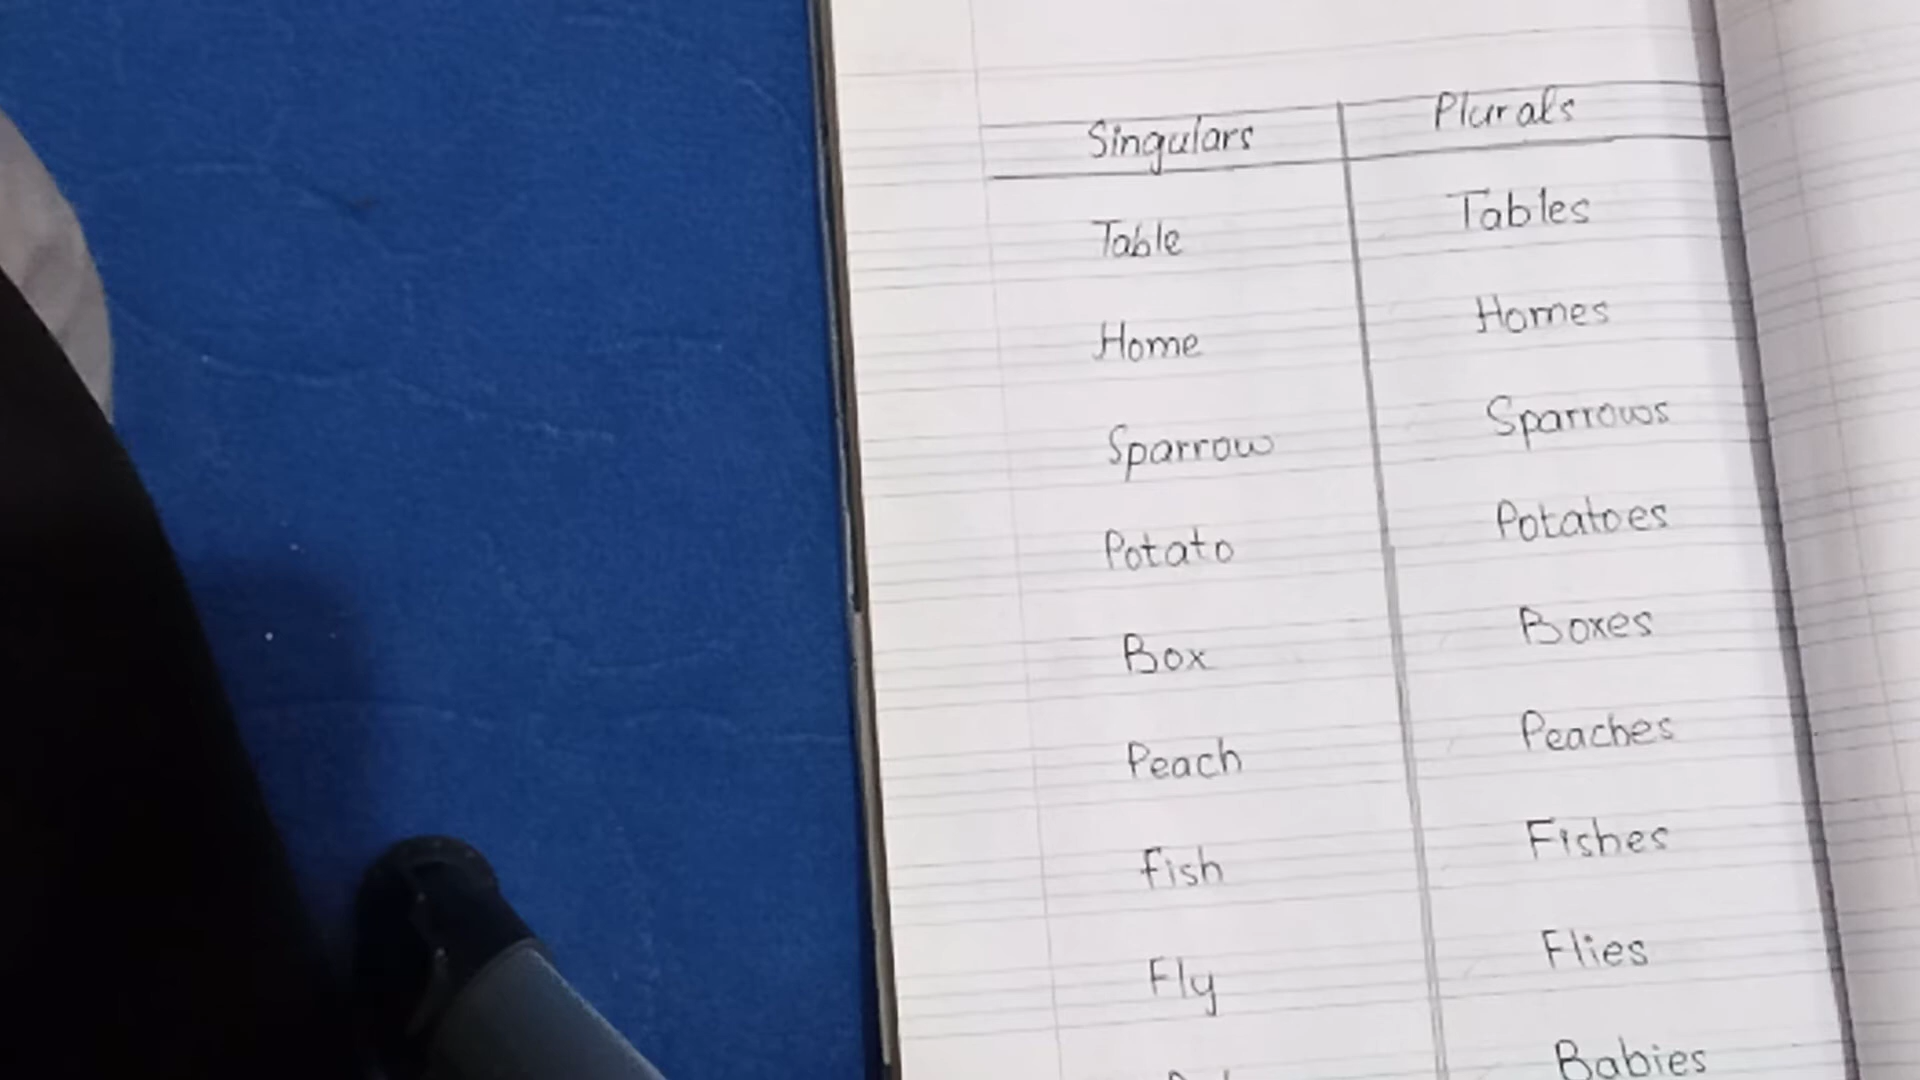 Singulars Plurals
Table Tables
Home Homes
Sparrow Sparrows
Potato Potatoes
Box Boxes
Peach Peaches
fish Fishes
Fly Flies
Babies